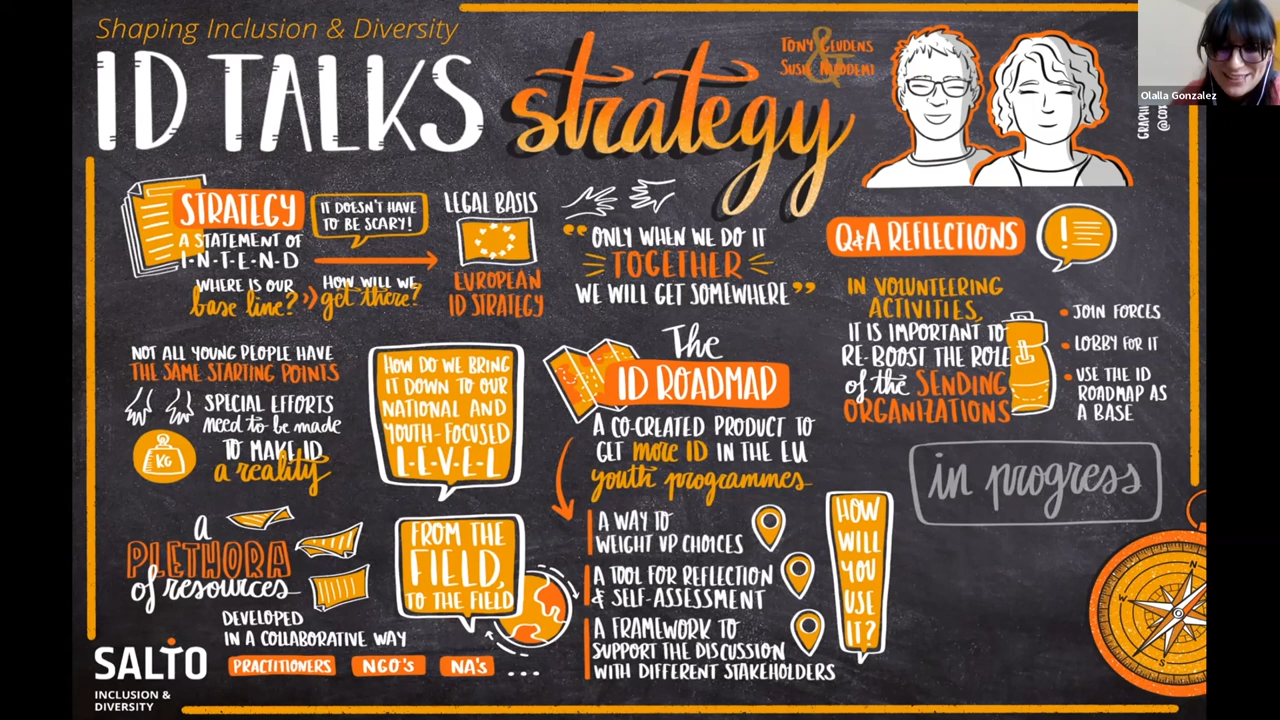 Shaping Inclusion & Diversity
ID TALKS strategy
TONY GEUDENS
&
SUSIE NICODEMI
Olalla Gonzalez
STRATEGY
A STATEMENT OF
I-N-T-E-N-D
IT DOESN'T HAVE
TO BE SCARY!
WHERE IS OUR
base line?
HOW WILL WE
get there?
LEGAL BASIS
EUROPEAN
ID STRATEGY
"ONLY WHEN WE DO IT
TOGETHER
WE WILL GET SOMEWHERE"
Q&A REFLECTIONS
IN VOLUNTEERING
ACTIVITIES,
IT IS IMPORTANT TO
RE-BOOST THE ROLE
of the SENDING
ORGANIZATIONS
• JOIN FORCES
• LOBBY FOR IT
• USE THE ID
ROADMAP AS
A BASE
NOT ALL YOUNG PEOPLE HAVE
THE SAME STARTING POINTS
SPECIAL EFFORTS
need to be made
TO MAKE ID
a reality
KG
HOW DO WE BRING
IT DOWN TO OUR
NATIONAL AND
YOUTH-FOCUSED
L-E-V-E-L
The
ID ROADMAP
A CO-CREATED PRODUCT TO
GET more ID IN THE EU
youth programmes
A WAY TO
WEIGHT UP CHOICES
A TOOL FOR REFLECTION
& SELF-ASSESSMENT
A FRAMEWORK TO
SUPPORT THE DISCUSSION
WITH DIFFERENT STAKEHOLDERS
HOW
WILL
YOU
USE
IT?
in progress
a
PLETHORA
of resources
DEVELOPED
IN A COLLABORATIVE WAY
PRACTITIONERS
NGO's
NA's
...
FROM THE
FIELD,
TO THE FIELD
SALTO
INCLUSION &
DIVERSITY
N
W
S